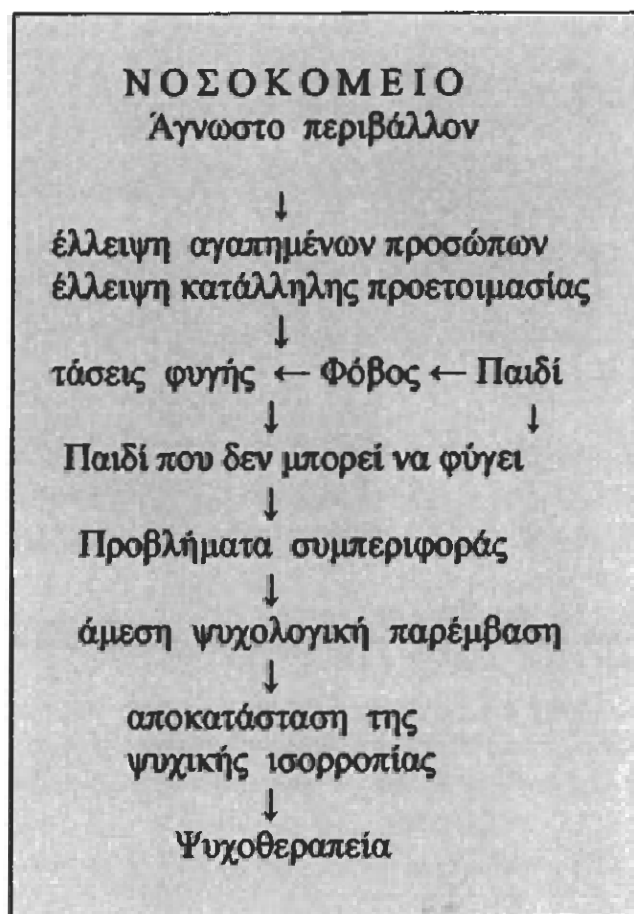 ΝΟΣΟΚΟΜΕΙΟ
Άγνωστο περιβάλλον
↓
έλλειψη αγαπημένων προσώπων
έλλειψη κατάλληλης προετοιμασίας
↓
τάσεις φυγής ← Φόβος ← Παιδί
↓ ↓
Παιδί που δεν μπορεί να φύγει
↓
Προβλήματα συμπεριφοράς
↓
άμεση ψυχολογική παρέμβαση
↓
αποκατάσταση της
ψυχικής ισορροπίας
↓
Ψυχοθεραπεία